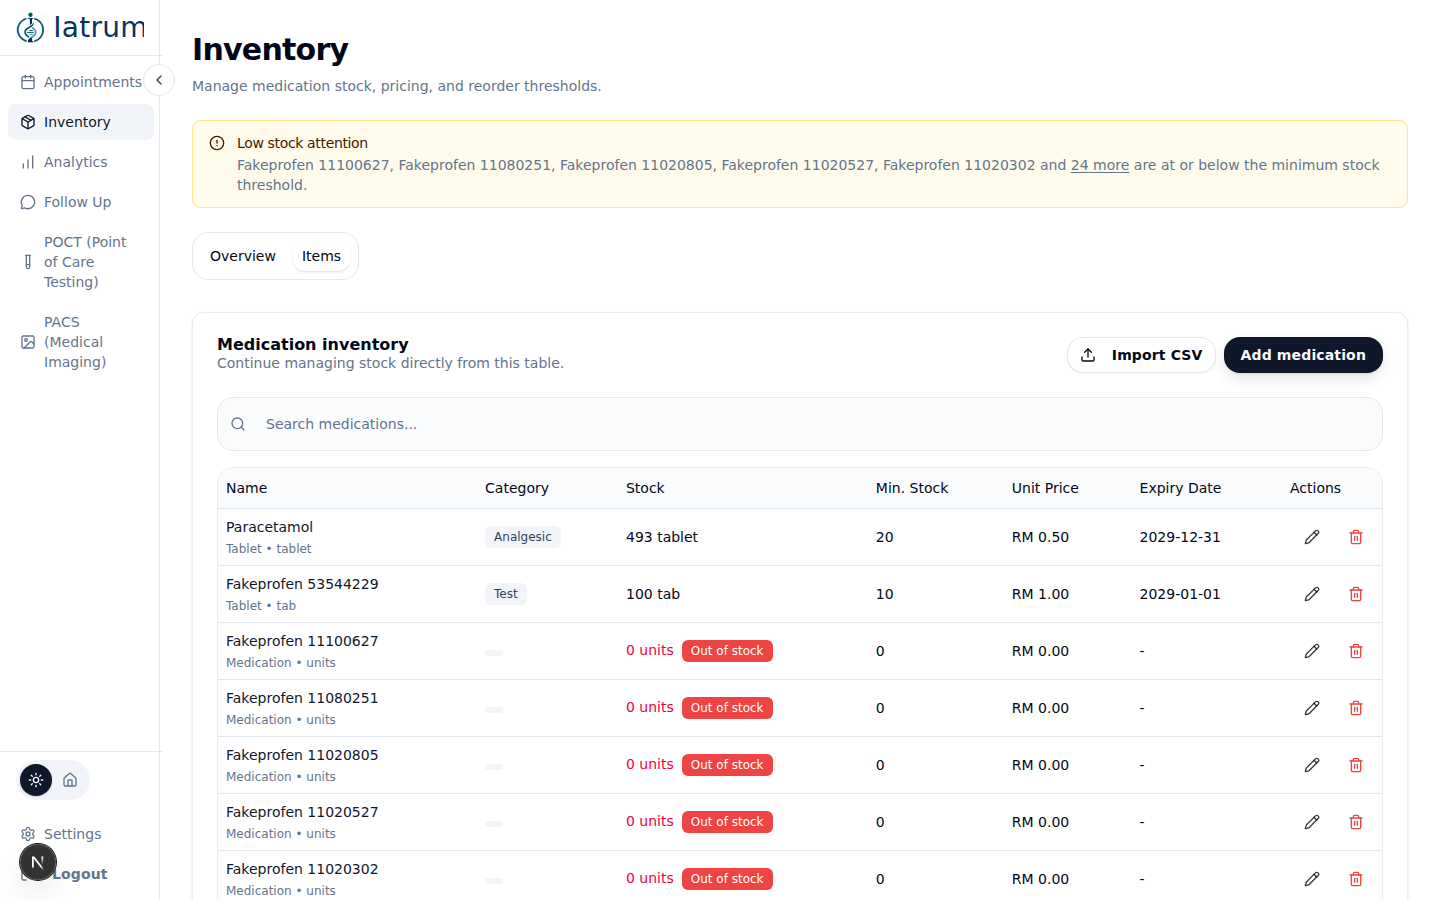 Iatrum
Appointments
Inventory
Analytics
Follow Up
POCT (Point
of Care
Testing)
PACS
(Medical
Imaging)
Settings
Logout
Inventory
Manage medication stock, pricing, and reorder thresholds.
Low stock attention
Fakeprofen 11100627, Fakeprofen 11080251, Fakeprofen 11020805, Fakeprofen 11020527, Fakeprofen 11020302 and 24 more are at or below the minimum stock
threshold.
Overview Items
Medication inventory
Continue managing stock directly from this table.
Import CSV Add medication
Search medications...
Name Category Stock Min. Stock Unit Price Expiry Date Actions
Paracetamol
Tablet • tablet
Analgesic 493 tablet 20 RM 0.50 2029-12-31
Fakeprofen 53544229
Tablet • tab
Test 100 tab 10 RM 1.00 2029-01-01
Fakeprofen 11100627
Medication • units
0 units Out of stock 0 RM 0.00 -
Fakeprofen 11080251
Medication • units
0 units Out of stock 0 RM 0.00 -
Fakeprofen 11020805
Medication • units
0 units Out of stock 0 RM 0.00 -
Fakeprofen 11020527
Medication • units
0 units Out of stock 0 RM 0.00 -
Fakeprofen 11020302
Medication • units
0 units Out of stock 0 RM 0.00 -